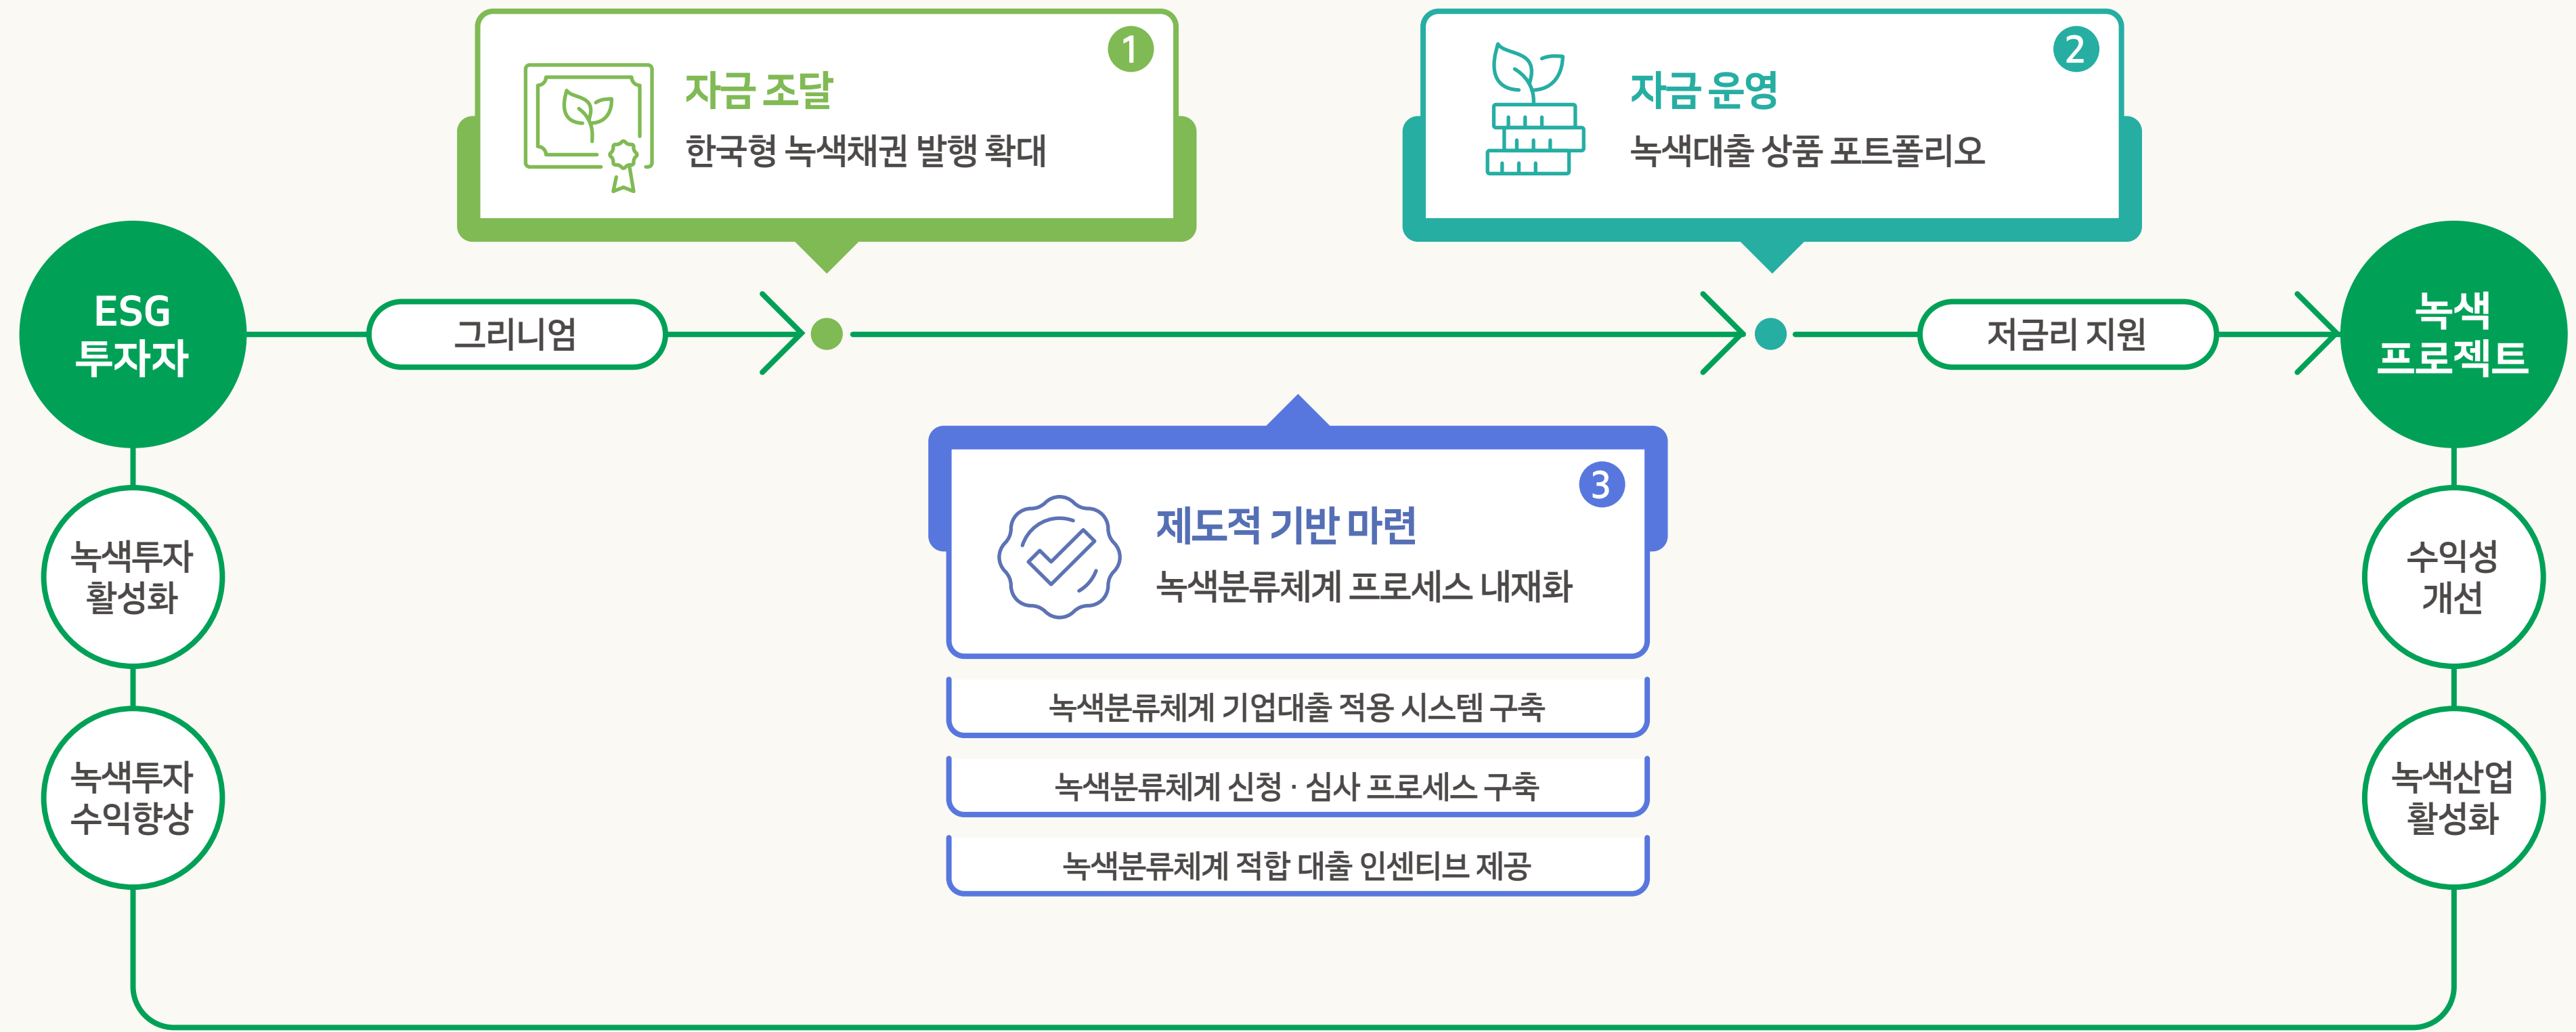 1
자금 조달
한국형 녹색채권 발행 확대
2
자금 운영
녹색대출 상품 포트폴리오
ESG
투자자
그리니엄
저금리 지원
녹색
프로젝트
3
제도적 기반 마련
녹색분류체계 프로세스 내재화
녹색분류체계 기업대출 적용 시스템 구축
녹색분류체계 신청 · 심사 프로세스 구축
녹색분류체계 적합 대출 인센티브 제공
녹색투자
활성화
녹색투자
수익향상
수익성
개선
녹색산업
활성화